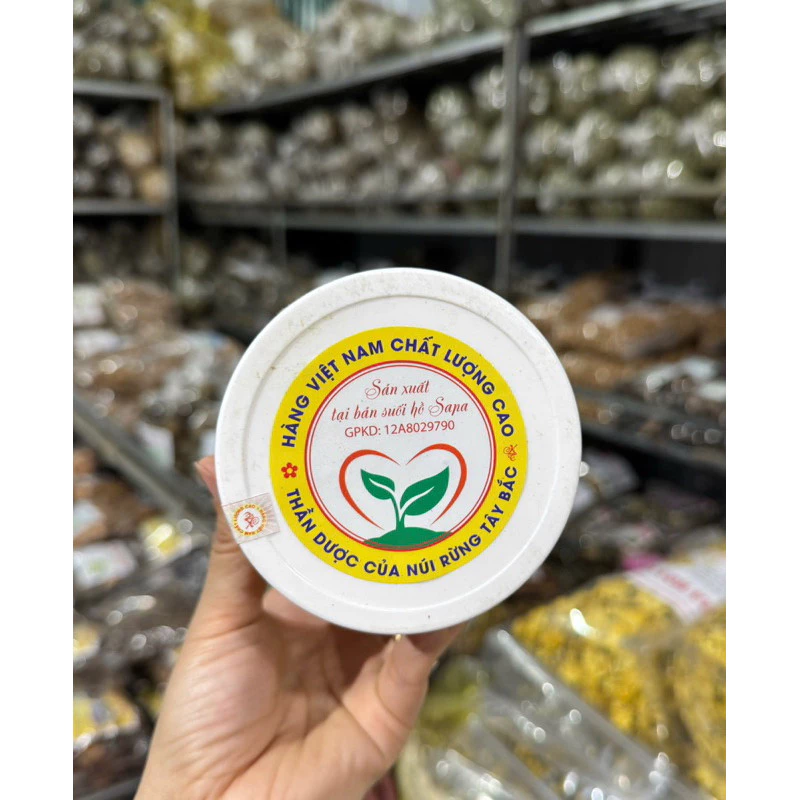 HÀNG VIỆT NAM CHẤT LƯỢNG CAO
Sản xuất
tại bản suối hồ Sapa
GPKD: 12A8029790
THẦN DƯỢC CỦA NÚI RỪNG TÂY BẮC